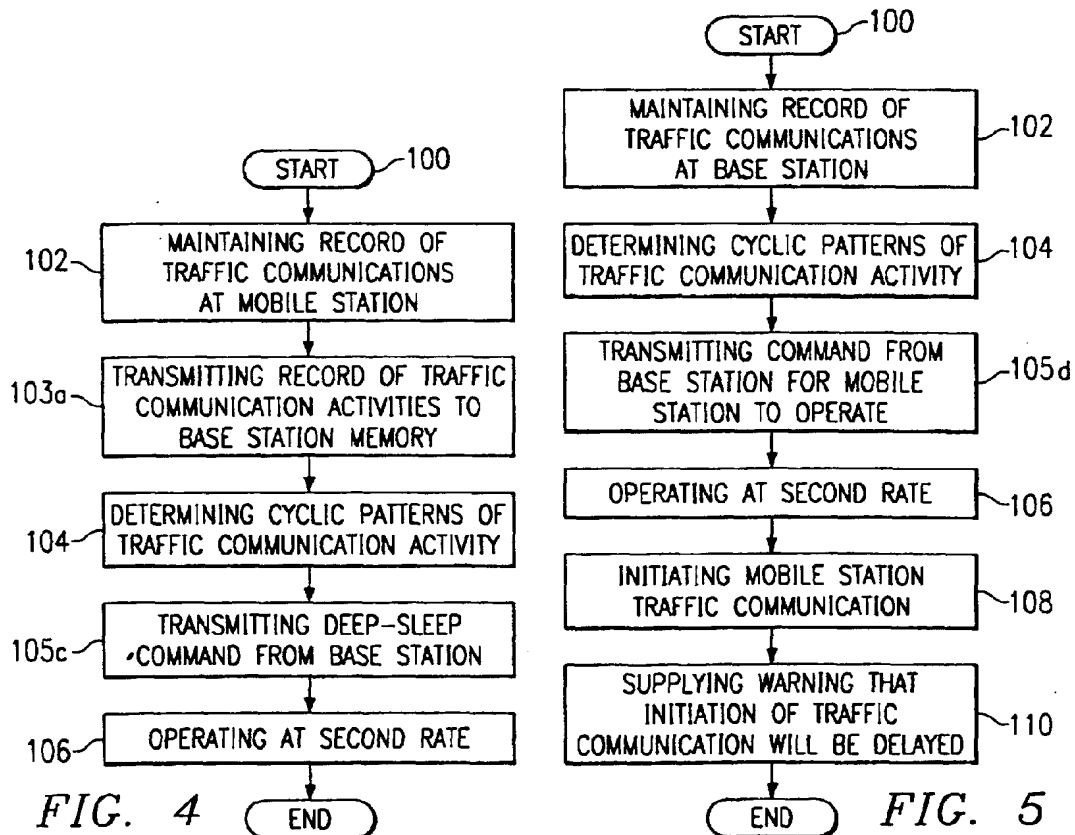 START
100
102
MAINTAINING RECORD OF
TRAFFIC COMMUNICATIONS
AT MOBILE STATION
103a
TRANSMITTING RECORD OF TRAFFIC
COMMUNICATION ACTIVITIES TO
BASE STATION MEMORY
104
DETERMINING CYCLIC PATTERNS OF
TRAFFIC COMMUNICATION ACTIVITY
105c
TRANSMITTING DEEP-SLEEP
COMMAND FROM BASE STATION
106
OPERATING AT SECOND RATE
END
FIG. 4
START
100
MAINTAINING RECORD OF
TRAFFIC COMMUNICATIONS
AT BASE STATION
102
DETERMINING CYCLIC PATTERNS OF
TRAFFIC COMMUNICATION ACTIVITY
104
TRANSMITTING COMMAND FROM
BASE STATION FOR MOBILE
STATION TO OPERATE
105d
OPERATING AT SECOND RATE
106
INITIATING MOBILE STATION
TRAFFIC COMMUNICATION
108
SUPPLYING WARNING THAT
INITIATION OF TRAFFIC
COMMUNICATION WILL BE DELAYED
110
END
FIG. 5